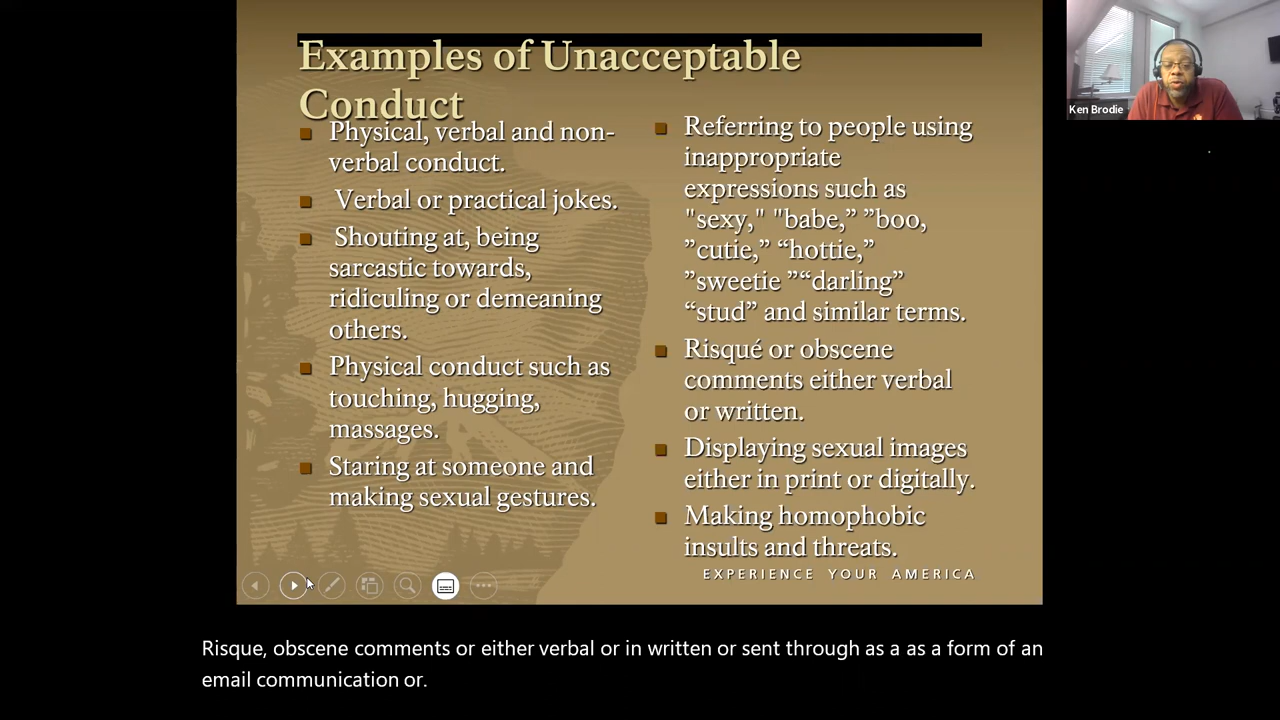 Examples of Unacceptable
Conduct
Physical, verbal and non-
verbal conduct.
Verbal or practical jokes.
Shouting at, being
sarcastic towards,
ridiculing or demeaning
others.
Physical conduct such as
touching, hugging,
massages.
Staring at someone and
making sexual gestures.
Referring to people using
inappropriate
expressions such as
"sexy," "babe,” ”boo,
”cutie,” “hottie,”
”sweetie ”“darling”
“stud” and similar terms.
Risqué or obscene
comments either verbal
or written.
Displaying sexual images
either in print or digitally.
Making homophobic
insults and threats.
EXPERIENCE YOUR AMERICA
Ken Brodie
Risque, obscene comments or either verbal or in written or sent through as a as a form of an
email communication or.